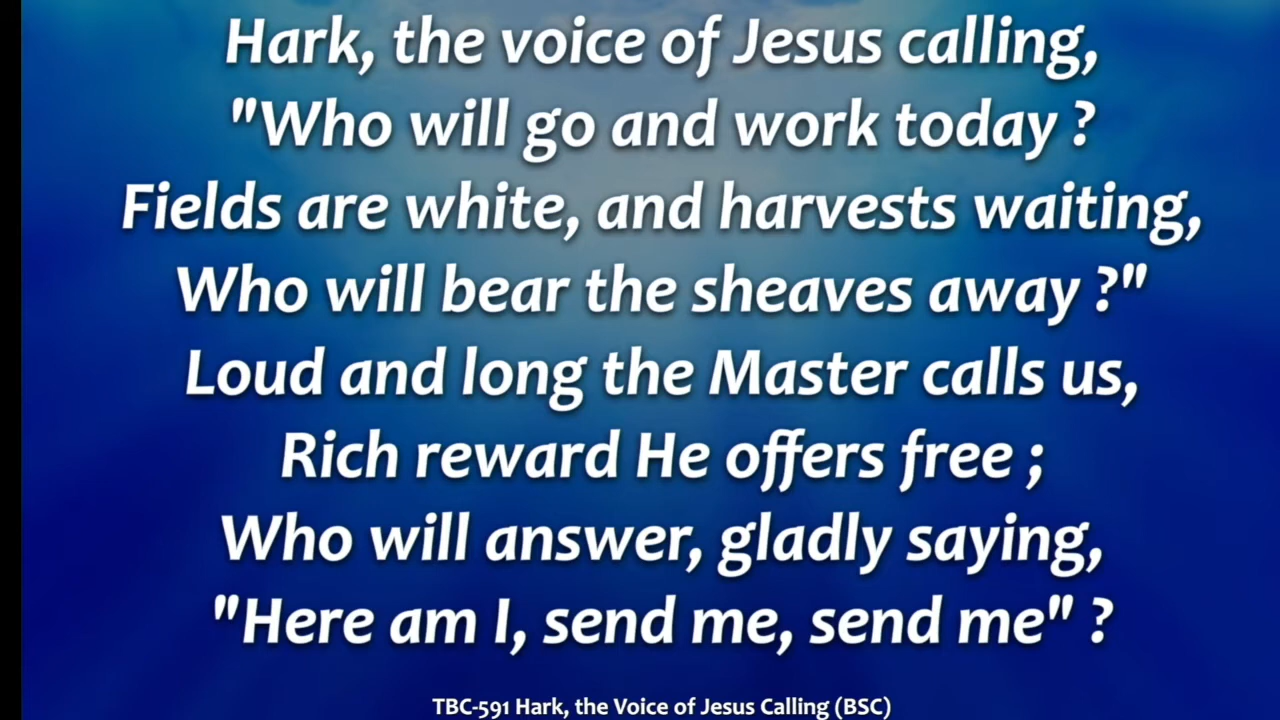 Hark, the voice of Jesus calling,
"Who will go and work today ?
Fields are white, and harvests waiting,
Who will bear the sheaves away ?"
Loud and long the Master calls us,
Rich reward He offers free ;
Who will answer, gladly saying,
"Here am I, send me, send me" ?
TBC-591 Hark, the Voice of Jesus Calling (BSC)